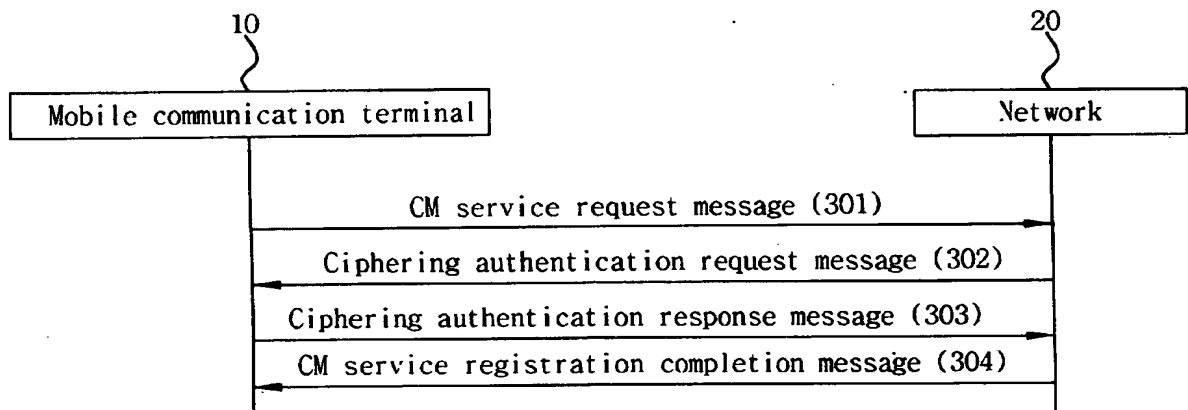 10
20
Mobile communication terminal
Network
CM service request message (301)
Ciphering authentication request message (302)
Ciphering authentication response message (303)
CM service registration completion message (304)